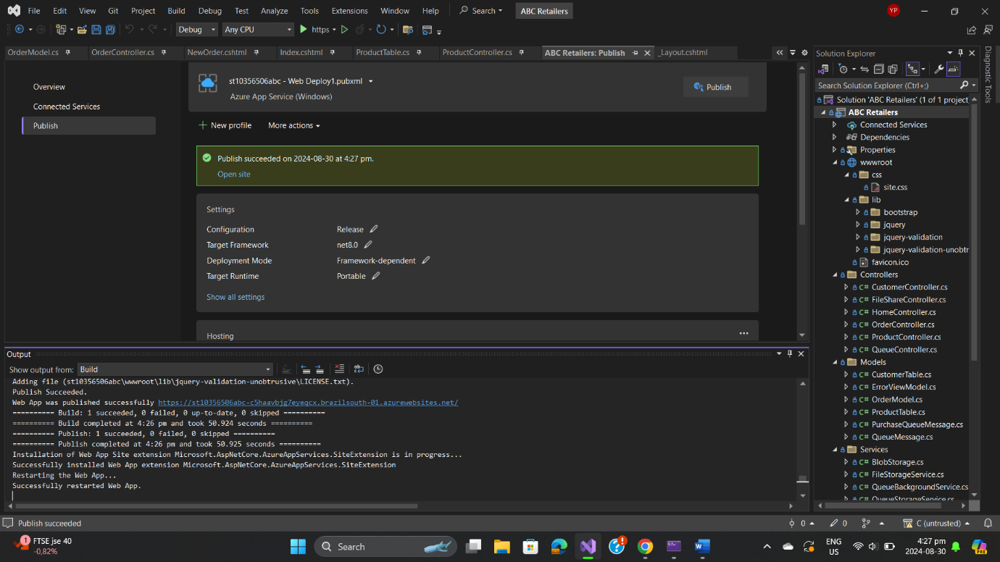 File Edit View Git Project Build Debug Test Analyze Tools Extensions Window Help Search ABC Retailers YP
Debug Any CPU https
OrderModel.cs OrderController.cs NewOrder.cshtml Index.cshtml ProductTable.cs ProductController.cs ABC Retailers: Publish _Layout.cshtml
Overview
Connected Services
Publish
st10356506abc - Web Deploy1.pubxml
Azure App Service (Windows)
Publish
New profile More actions
Publish succeeded on 2024-08-30 at 4:27 pm.
Open site
Settings
Configuration Release
Target Framework net8.0
Deployment Mode Framework-dependent
Target Runtime Portable
Show all settings
Hosting
Output
Show output from: Build
Adding file (st10356506abc\wwwroot\lib\jquery-validation-unobtrusive\LICENSE.txt).
Publish Succeeded.
Web App was published successfully https://st10356506abc-c5haavbjg7eyeqcx.brazilsouth-01.azurewebsites.net/
========== Build: 1 succeeded, 0 failed, 0 up-to-date, 0 skipped ==========
========== Build completed at 4:26 pm and took 50.924 seconds ==========
========== Publish: 1 succeeded, 0 failed, 0 skipped ==========
========== Publish completed at 4:26 pm and took 50.925 seconds ==========
Installation of Web App Site extension Microsoft.AspNetCore.AzureAppServices.SiteExtension is in progress...
Successfully installed Web App extension Microsoft.AspNetCore.AzureAppServices.SiteExtension
Restarting the Web App...
Successfully restarted Web App.
Solution Explorer
Search Solution Explorer (Ctrl+;)
Solution 'ABC Retailers' (1 of 1 project
ABC Retailers
Connected Services
Dependencies
Properties
wwwroot
css
site.css
lib
bootstrap
jquery
jquery-validation
jquery-validation-unobtr
favicon.ico
Controllers
C# CustomerController.cs
C# FileShareController.cs
C# HomeController.cs
C# OrderController.cs
C# ProductController.cs
C# QueueController.cs
Models
C# CustomerTable.cs
C# ErrorViewModel.cs
C# OrderModel.cs
C# ProductTable.cs
C# PurchaseQueueMessage.cs
C# QueueMessage.cs
Services
C# BlobStorage.cs
C# FileStorageService.cs
C# QueueBackgroundService.cs
C# QueueStorageService.cs
Diagnostic Tools
Publish succeeded 0 0 C (untrusted)
1 FTSE jse 40
-0,82%
Search
ENG
US
4:27 pm
2024-08-30
PRE